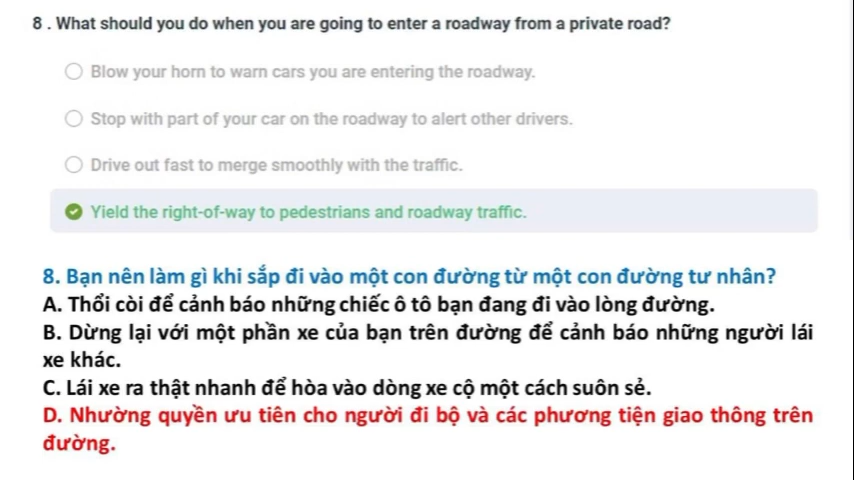 8 . What should you do when you are going to enter a roadway from a private road?
Blow your horn to warn cars you are entering the roadway.
Stop with part of your car on the roadway to alert other drivers.
Drive out fast to merge smoothly with the traffic.
Yield the right-of-way to pedestrians and roadway traffic.
8. Bạn nên làm gì khi sắp đi vào một con đường từ một con đường tư nhân?
A. Thổi còi để cảnh báo những chiếc ô tô bạn đang đi vào lòng đường.
B. Dừng lại với một phần xe của bạn trên đường để cảnh báo những người lái
xe khác.
C. Lái xe ra thật nhanh để hòa vào dòng xe cộ một cách suôn sẻ.
D. Nhường quyền ưu tiên cho người đi bộ và các phương tiện giao thông trên
đường.